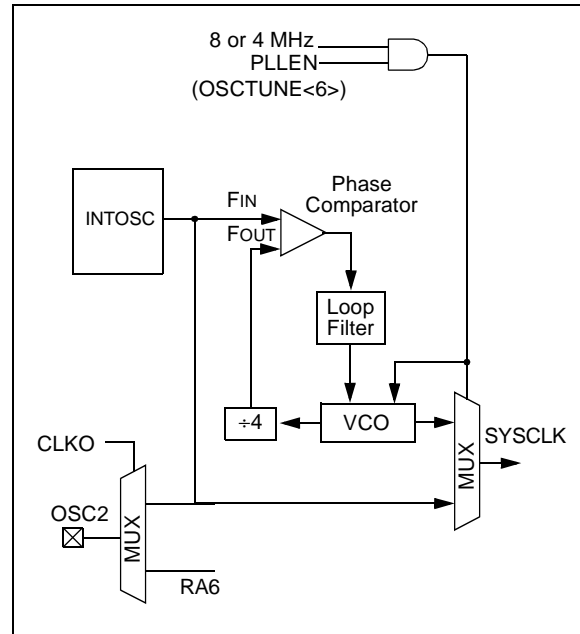 8 or 4 MHz
PLLEN
(OSCTUNE<6>)
INTOSC
FIN
FOUT
Phase
Comparator
Loop
Filter
÷4
VCO
MUX
SYSCLK
CLKO
OSC2
MUX
RA6